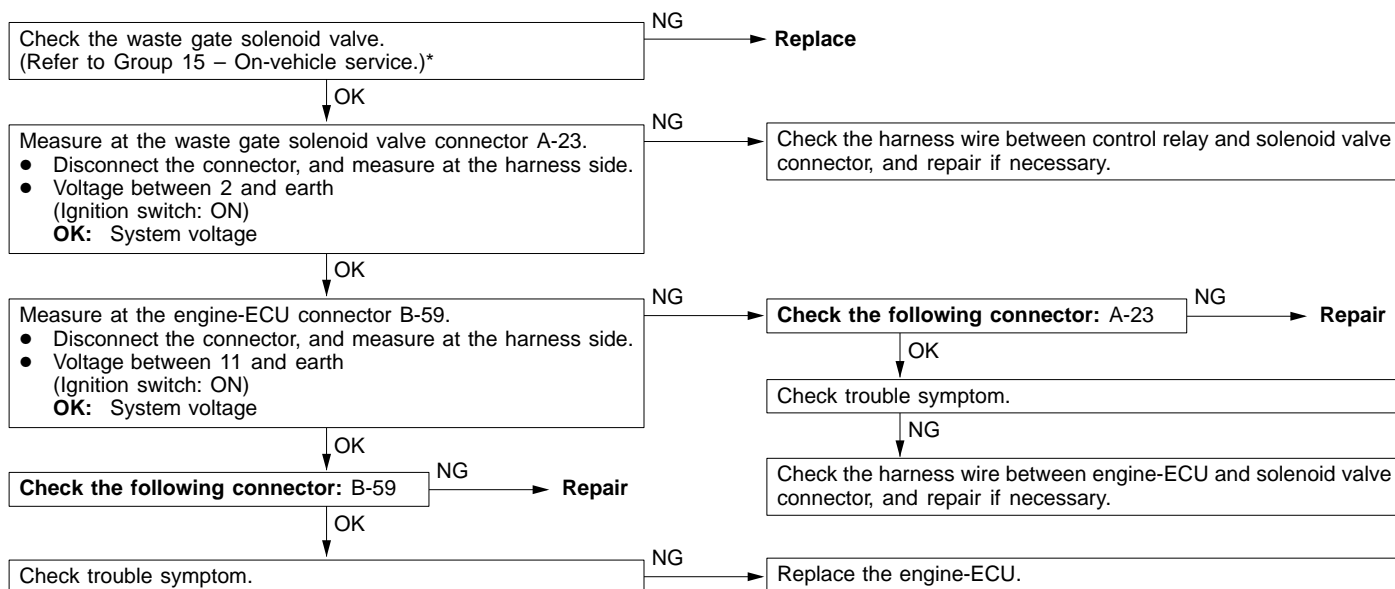 Check the waste gate solenoid valve.
(Refer to Group 15 – On-vehicle service.)*
NG
Replace
OK
Measure at the waste gate solenoid valve connector A-23.
● Disconnect the connector, and measure at the harness side.
● Voltage between 2 and earth
(Ignition switch: ON)
OK: System voltage
NG
Check the harness wire between control relay and solenoid valve
connector, and repair if necessary.
OK
Measure at the engine-ECU connector B-59.
● Disconnect the connector, and measure at the harness side.
● Voltage between 11 and earth
(Ignition switch: ON)
OK: System voltage
NG
Check the following connector: A-23
NG
Repair
OK
Check trouble symptom.
NG
Check the harness wire between engine-ECU and solenoid valve
connector, and repair if necessary.
OK
Check the following connector: B-59
NG
Repair
OK
Check trouble symptom.
NG
Replace the engine-ECU.